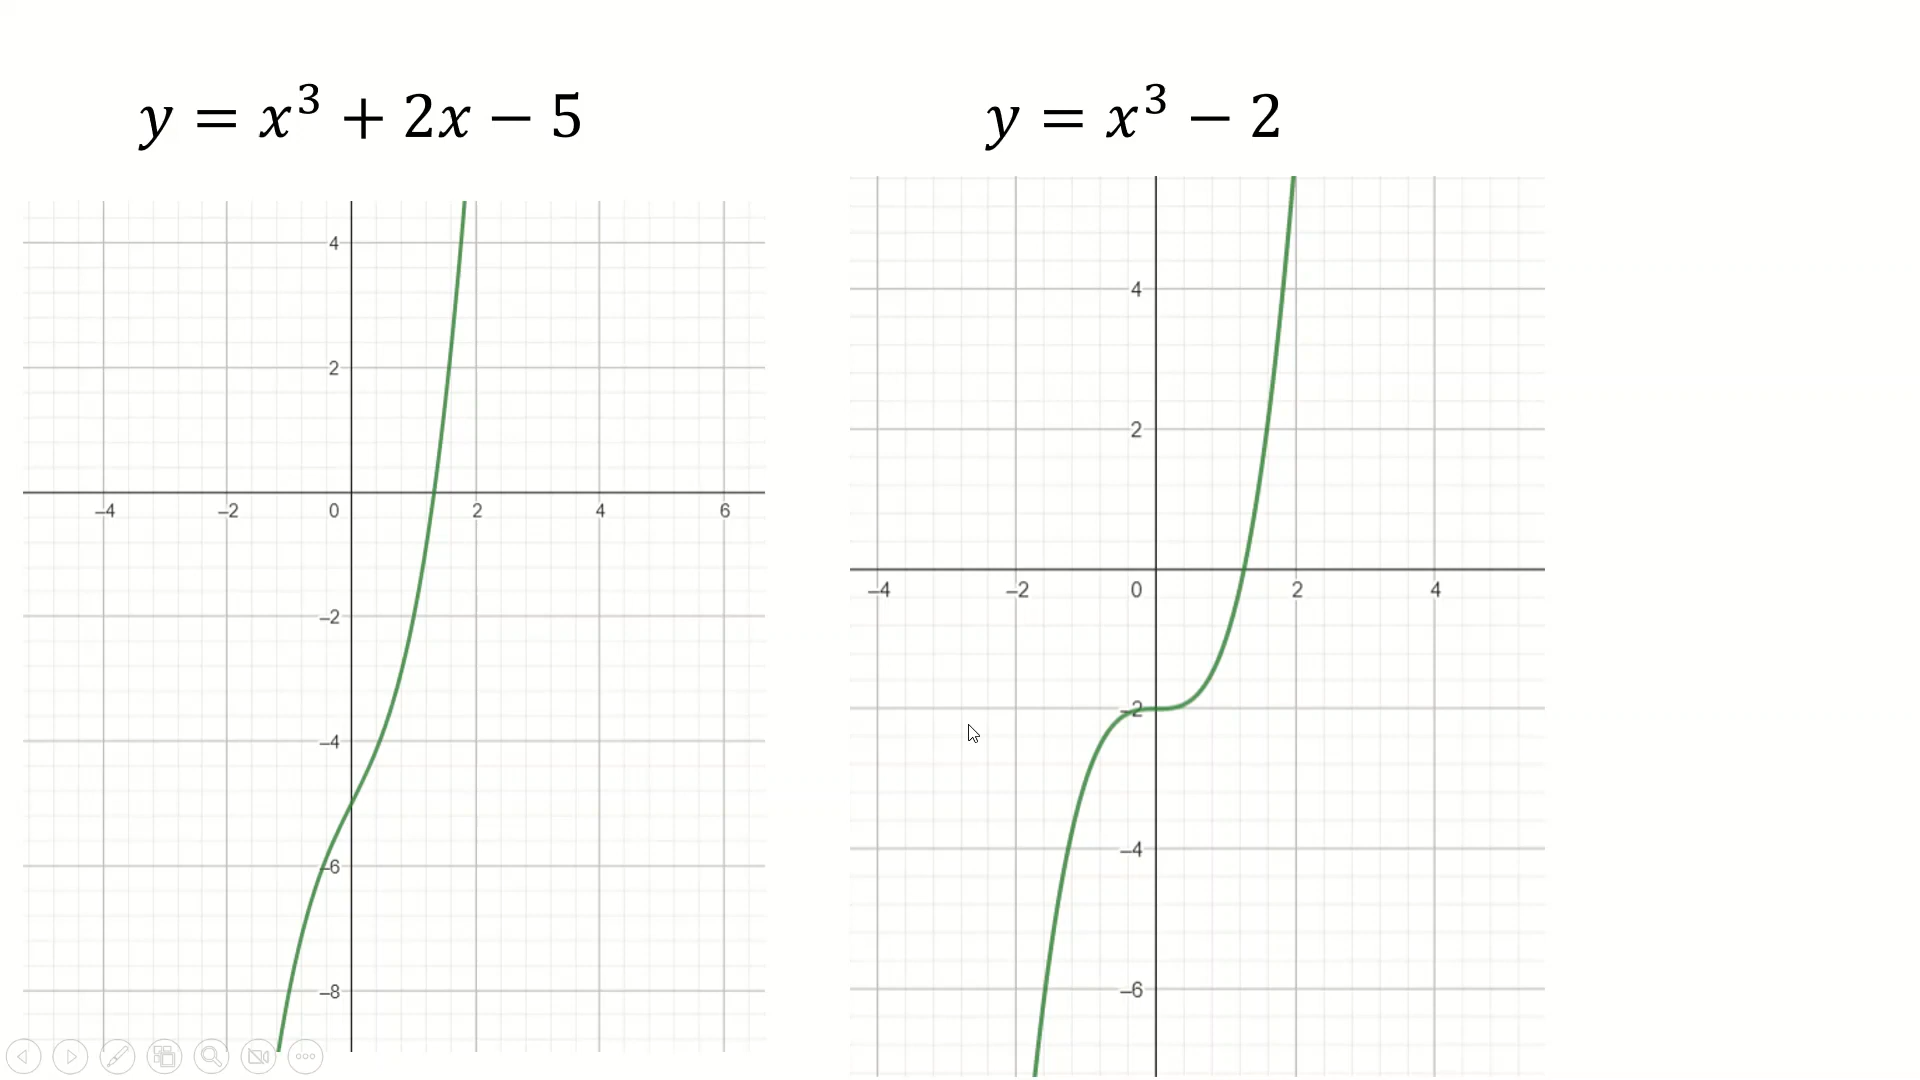 y = x³ + 2x − 5
y = x³ − 2
4
2
–4 –2 0 2 4 6
–2
–4
–6
–8
4
2
–4 –2 0 2 4
–2
–4
–6